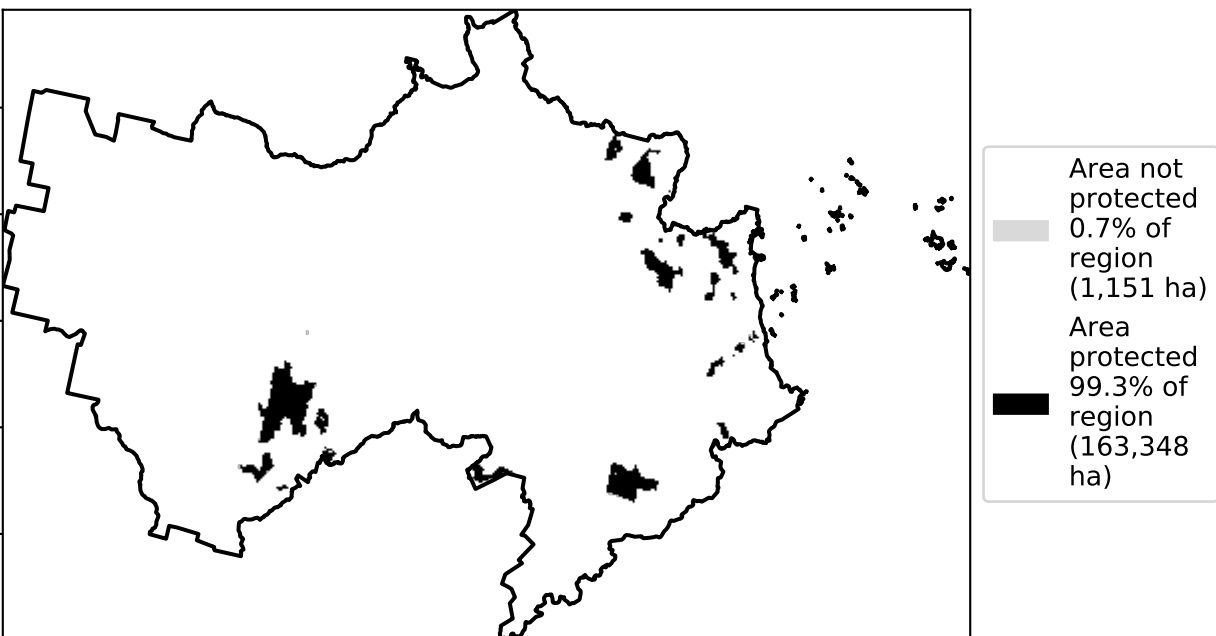 Area not
protected
0.7% of
region
(1,151 ha)
Area
protected
99.3% of
region
(163,348
ha)